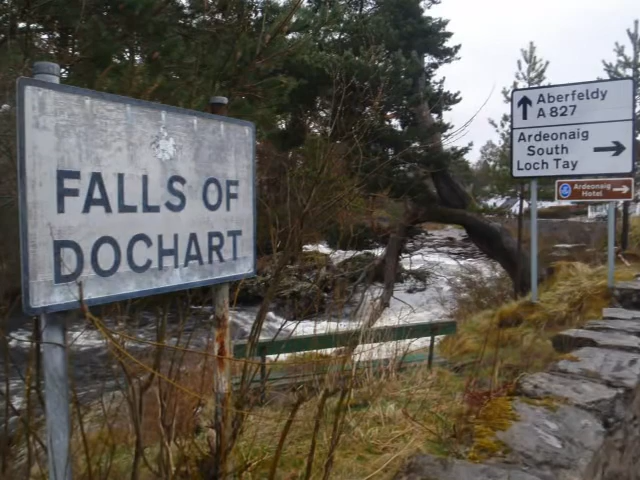 FALLS OF
DOCHART
Aberfeldy
A 827
Ardeonaig
South
Loch Tay
Ardeonaig
Hotel